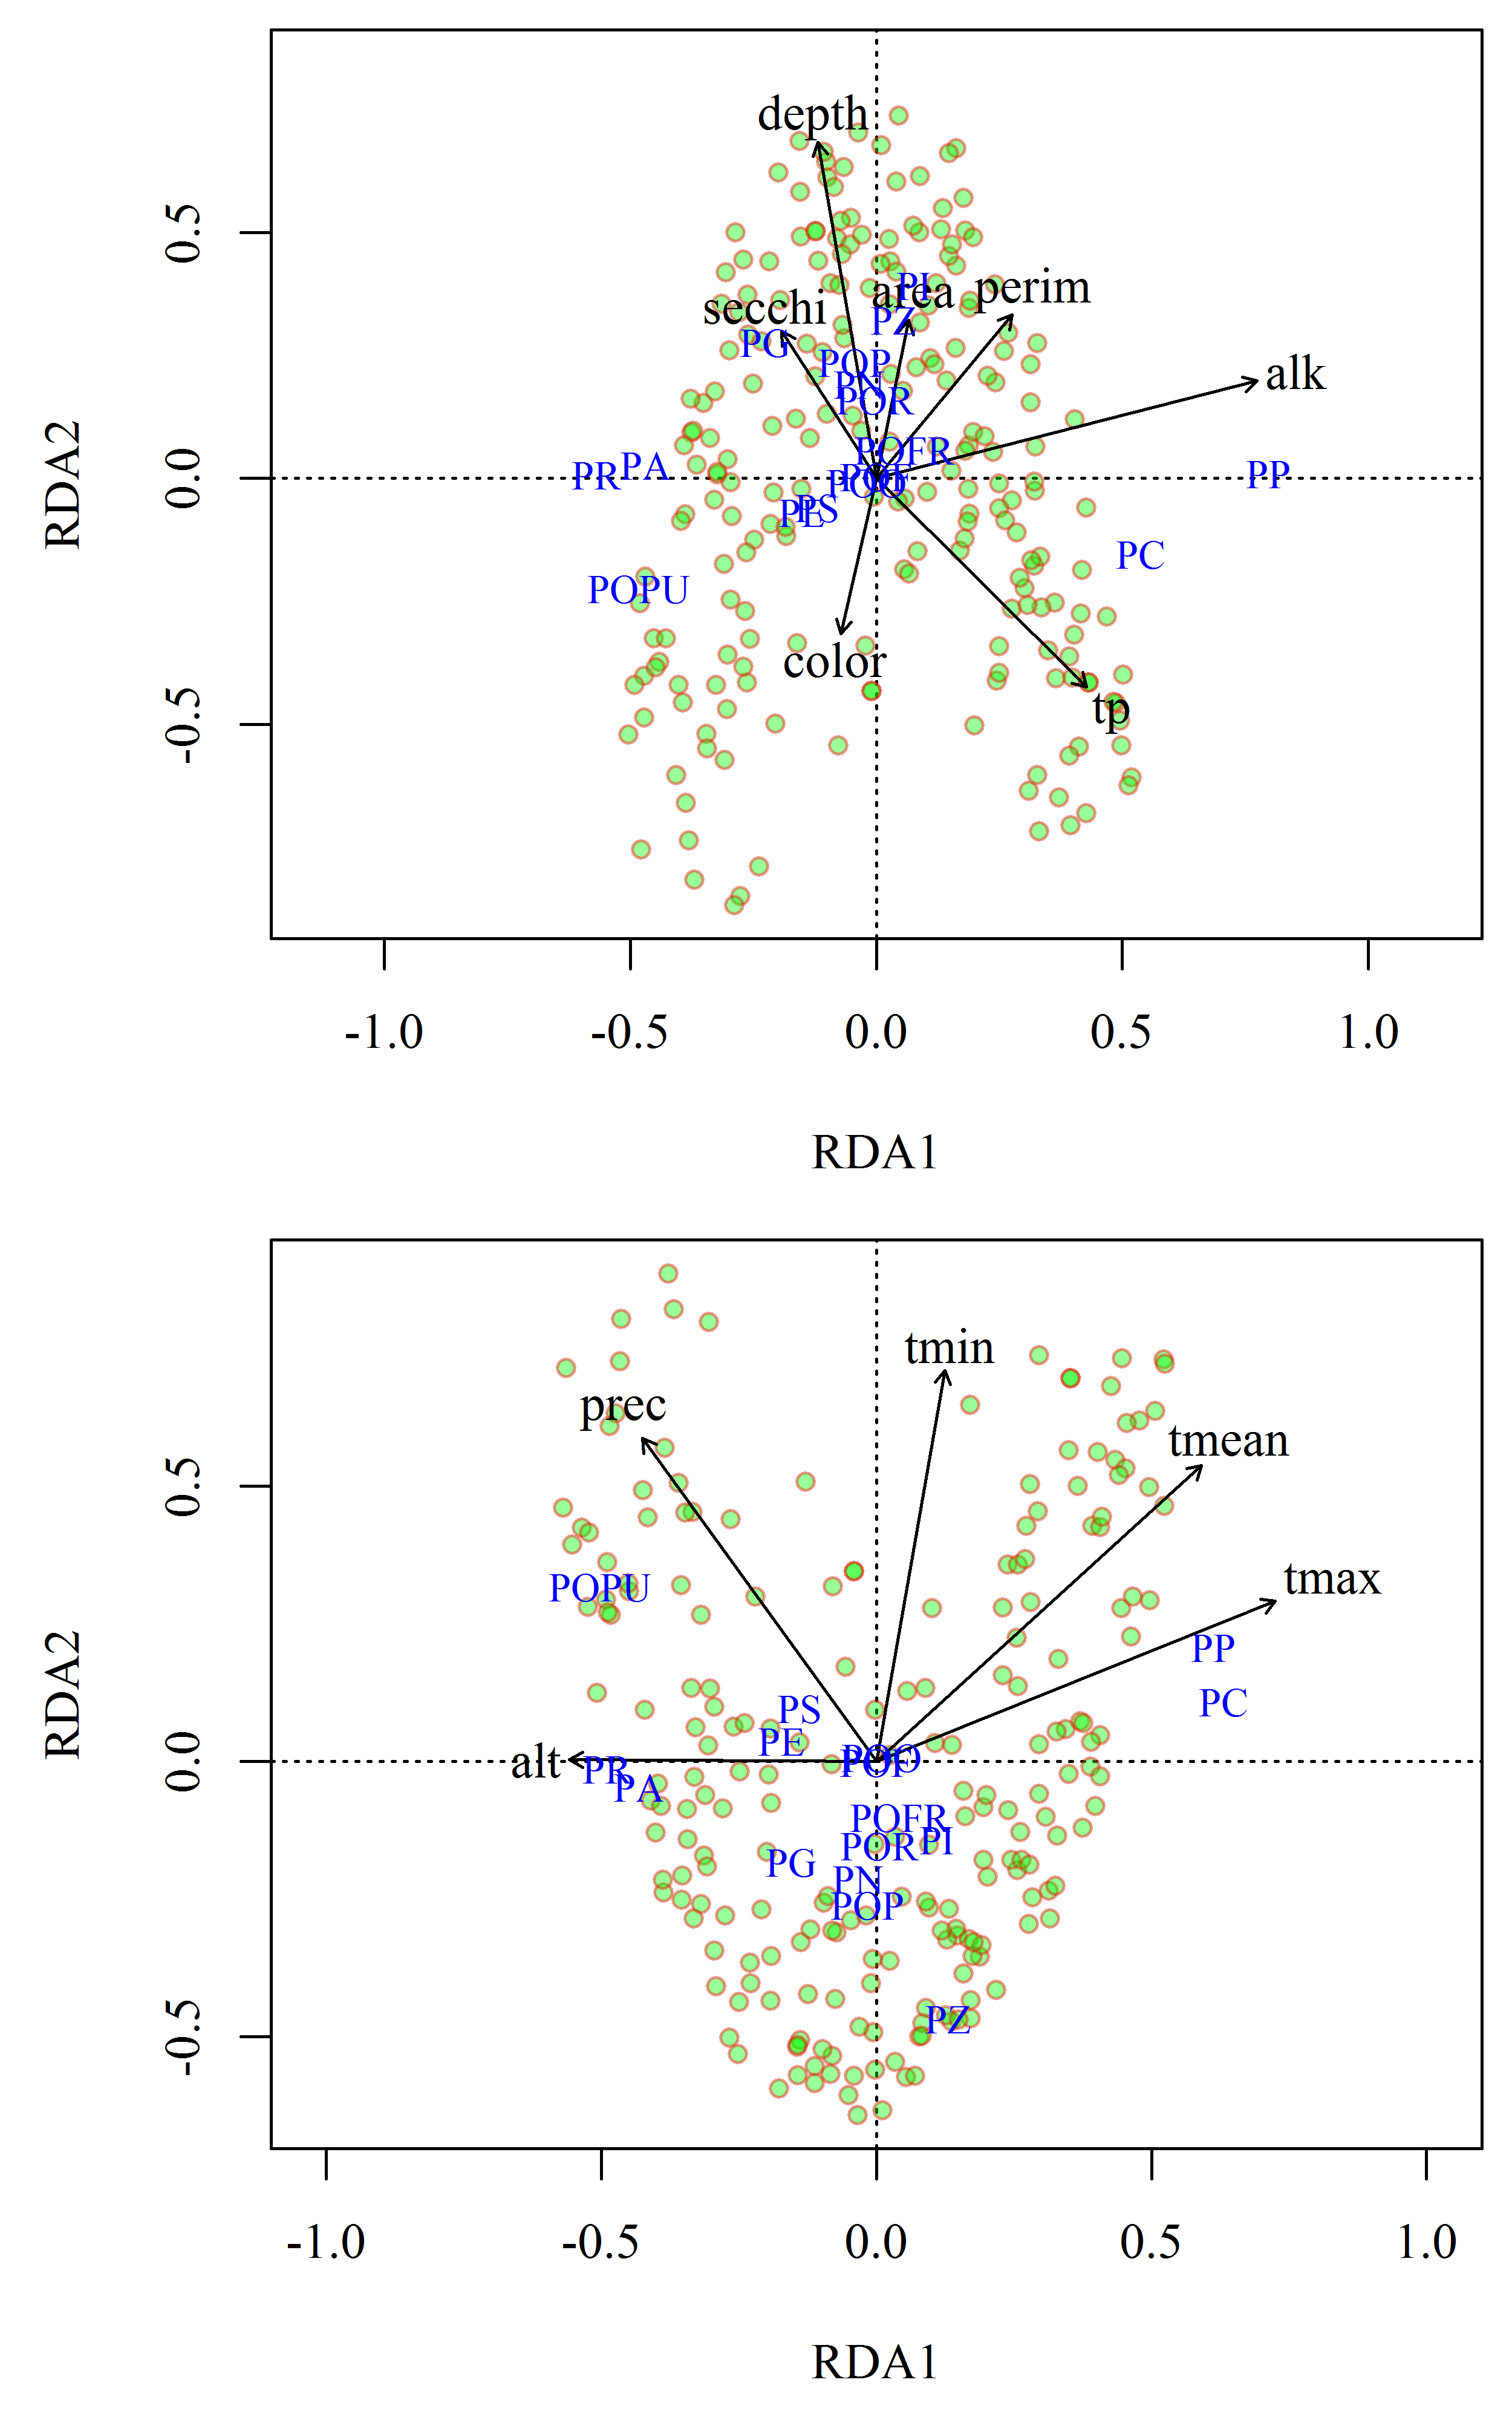 depth
0.5
PI
area perim
secchi
PZ
PG
POP
alk
PN
POR
POFR
RDA2
0.0
PR
PA
POF
POO
PP
PE
PS
PC
POPU
color
-0.5
tp
-1.0 -0.5 0.0 0.5 1.0
RDA1
tmin
prec
tmean
0.5
tmax
POPU
PP
PS
PC
PE
RDA2
0.0
alt
PR
POF
POO
PA
POFR
PI
POR
PG
PN
POP
PZ
-0.5
-1.0 -0.5 0.0 0.5 1.0
RDA1